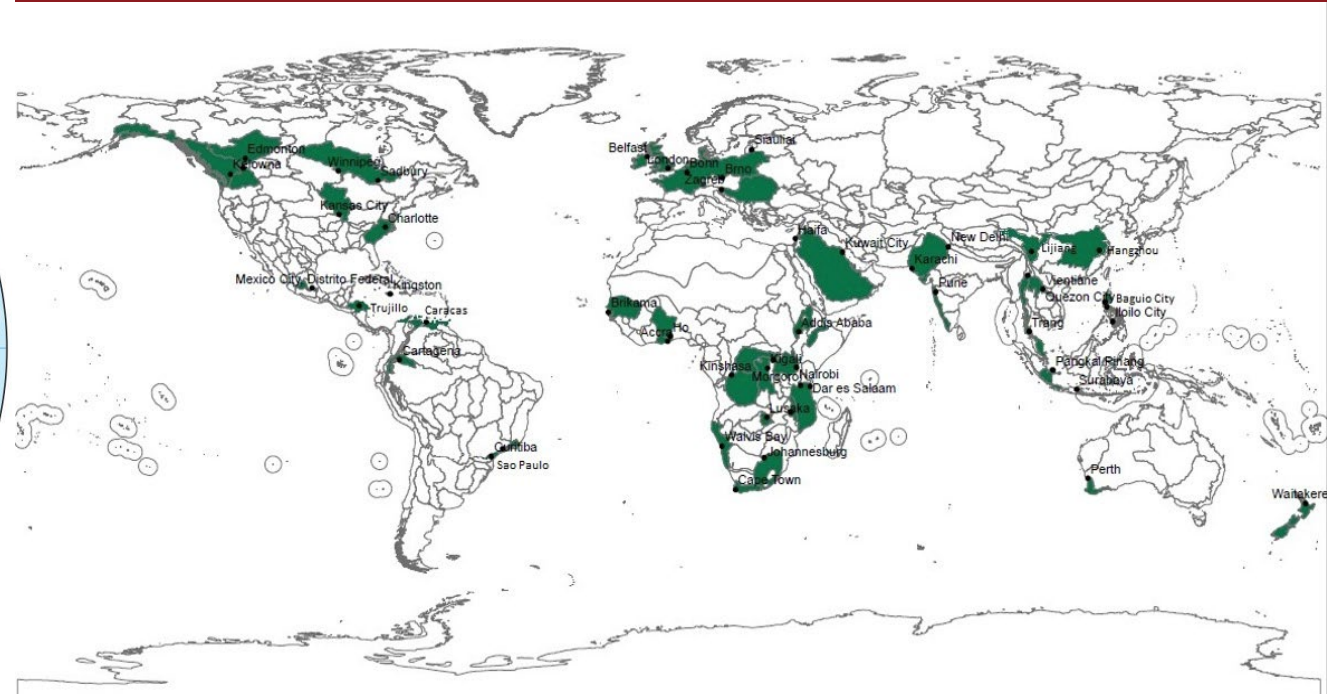 Siauliai
Belfast
London
Bonn
Brno
Zagreb
Edmonton
Kelowna
Winnipeg
Sadbury
Kansas City
Charlotte
Haifa
Kuwait City
New Delhi
Lijiang
Hangzhou
Karachi
Pune
Mexico City, Distrito Federal
Kingston
Trujillo
Caracas
Brikama
Accra
Ho
Addis Ababa
Vientiane
Quezon City
Baguio City
Iloilo City
Trang
Cartagena
Kinshasa
Kigali
Morogoro
Nairobi
Dar es Salaam
Pangkal Pinang
Surabaya
Lusaka
Curitiba
Sao Paulo
Walvis Bay
Johannesburg
Cape Town
Perth
Waitakere